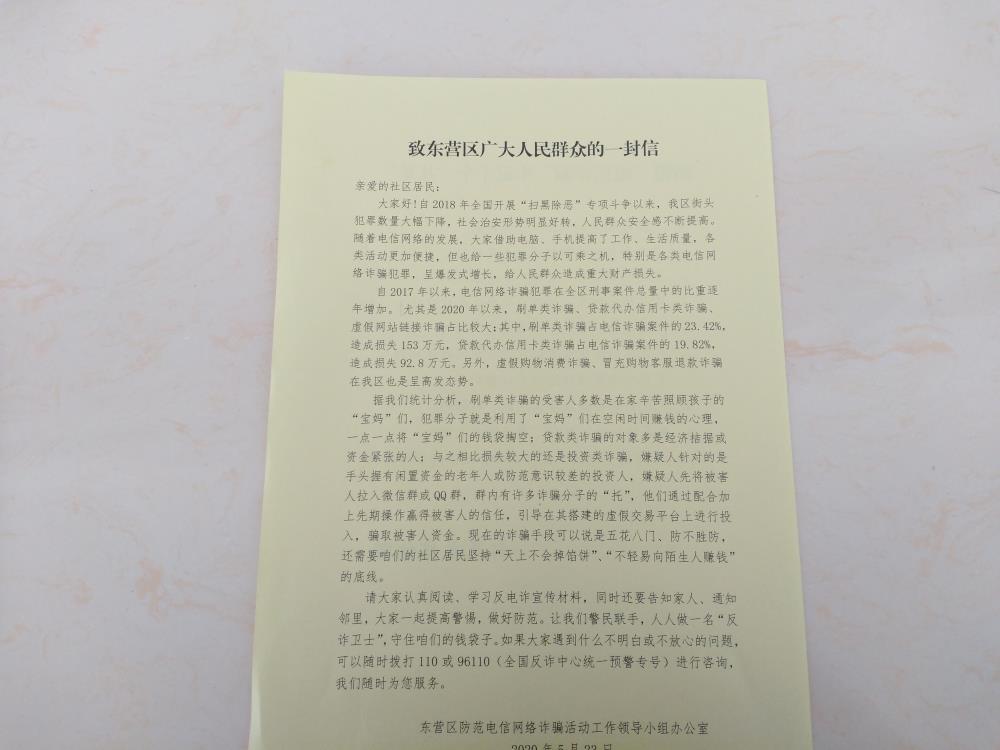 致东营区广大人民群众的一封信
亲爱的社区居民：
大家好！自2018年全国开展“扫黑除恶”专项斗争以来，我区街头
犯罪数量大幅下降，社会治安形势明显好转，人民群众安全感不断提高。
随着电信网络的发展，大家借助电脑、手机提高了工作、生活质量，各
类活动更加便捷，但也给一些犯罪分子以可乘之机，特别是各类电信网
络诈骗犯罪，呈爆发式增长，给人民群众造成重大财产损失。
自2017年以来，电信网络诈骗犯罪在全区刑事案件总量中的比重逐
年增加。尤其是2020年以来，刷单类诈骗、贷款代办信用卡类诈骗、
虚假网站链接诈骗占比较大；其中，刷单类诈骗占电信诈骗案件的23.42%，
造成损失153万元，贷款代办信用卡类诈骗占电信诈骗案件的19.82%，
造成损失92.8万元。另外，虚假购物消费诈骗、冒充购物客服退款诈骗
在我区也是呈高发态势。
据我们统计分析，刷单类诈骗的受害人多数是在家辛苦照顾孩子的
“宝妈”们，犯罪分子就是利用了“宝妈”们在空闲时间赚钱的心理，
一点一点将“宝妈”们的钱袋掏空；贷款类诈骗的对象多是经济拮据或
资金紧张的人；与之相比损失较大的还是投资类诈骗，嫌疑人针对的是
手头握有闲置资金的老年人或防范意识较差的投资人，嫌疑人先将被害
人拉入微信群或QQ群，群内有许多诈骗分子的“托”，他们通过配合加
上先期操作赢得被害人的信任，引导在其搭建的虚假交易平台上进行投
入，骗取被害人资金。现在的诈骗手段可以说是五花八门、防不胜防，
还需要咱们的社区居民坚持“天上不会掉馅饼”、“不轻易向陌生人赚钱”
的底线。
请大家认真阅读、学习反电诈宣传材料，同时还要告知家人、通知
邻里，大家一起提高警惕，做好防范。让我们警民联手，人人做一名“反
诈卫士”，守住咱们的钱袋子。如果大家遇到什么不明白或不放心的问题，
可以随时拨打110或96110（全国反诈中心统一预警专号）进行咨询，
我们随时为您服务。
东营区防范电信网络诈骗活动工作领导小组办公室
2020年5月23日